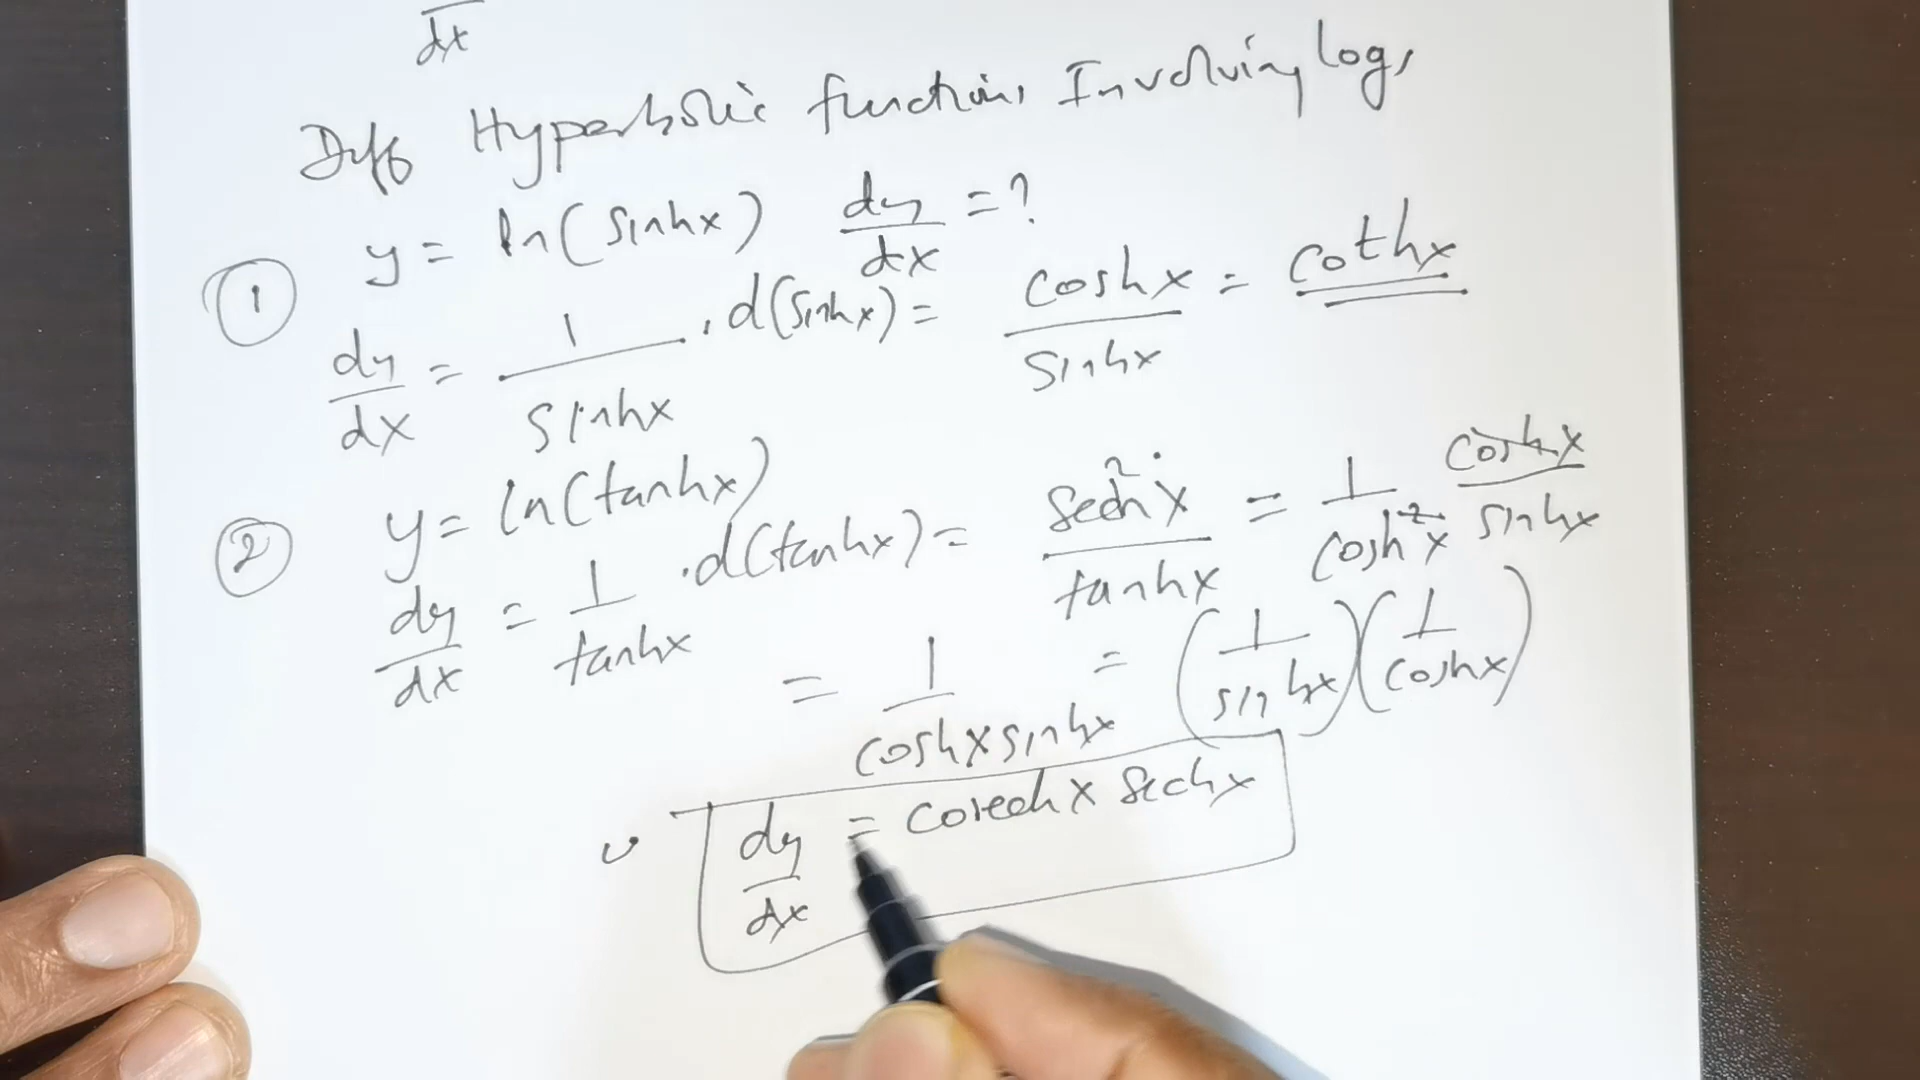 dx
Diff Hyperbolic functions Involving logs
① y = ln(sinhx) dy/dx = ?
dy/dx = 1/sinhx . d(sinhx) = coshx/sinhx = cothx
② y = ln(tanhx)
dy/dx = 1/tanhx . d(tanhx) = sech²x/tanhx = 1/cosh²x coshx/sinhx
= 1/coshx sinhx = (1/sinhx)(1/coshx)
dy/dx = cosechx sechx